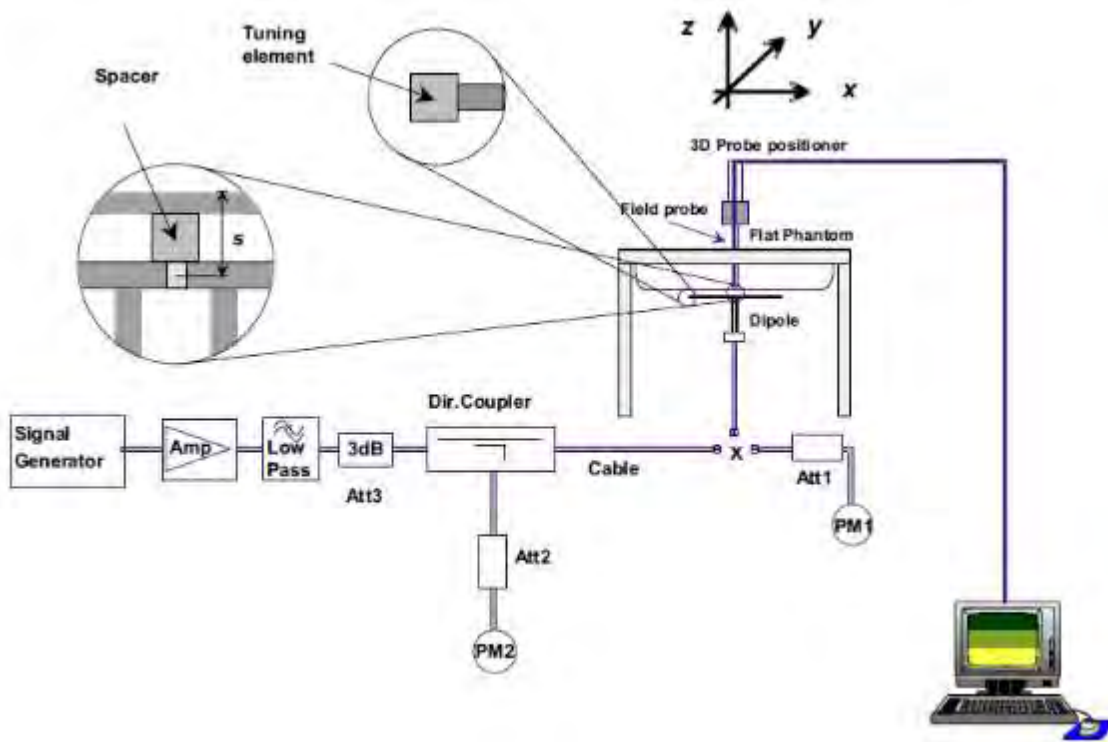 Tuning
element
Spacer
s
z
y
x
3D Probe positioner
Field probe
Flat Phantom
Dipole
Dir.Coupler
Signal
Generator
Amp
Low
Pass
3dB
Att3
Cable
x
Att1
PM1
Att2
PM2